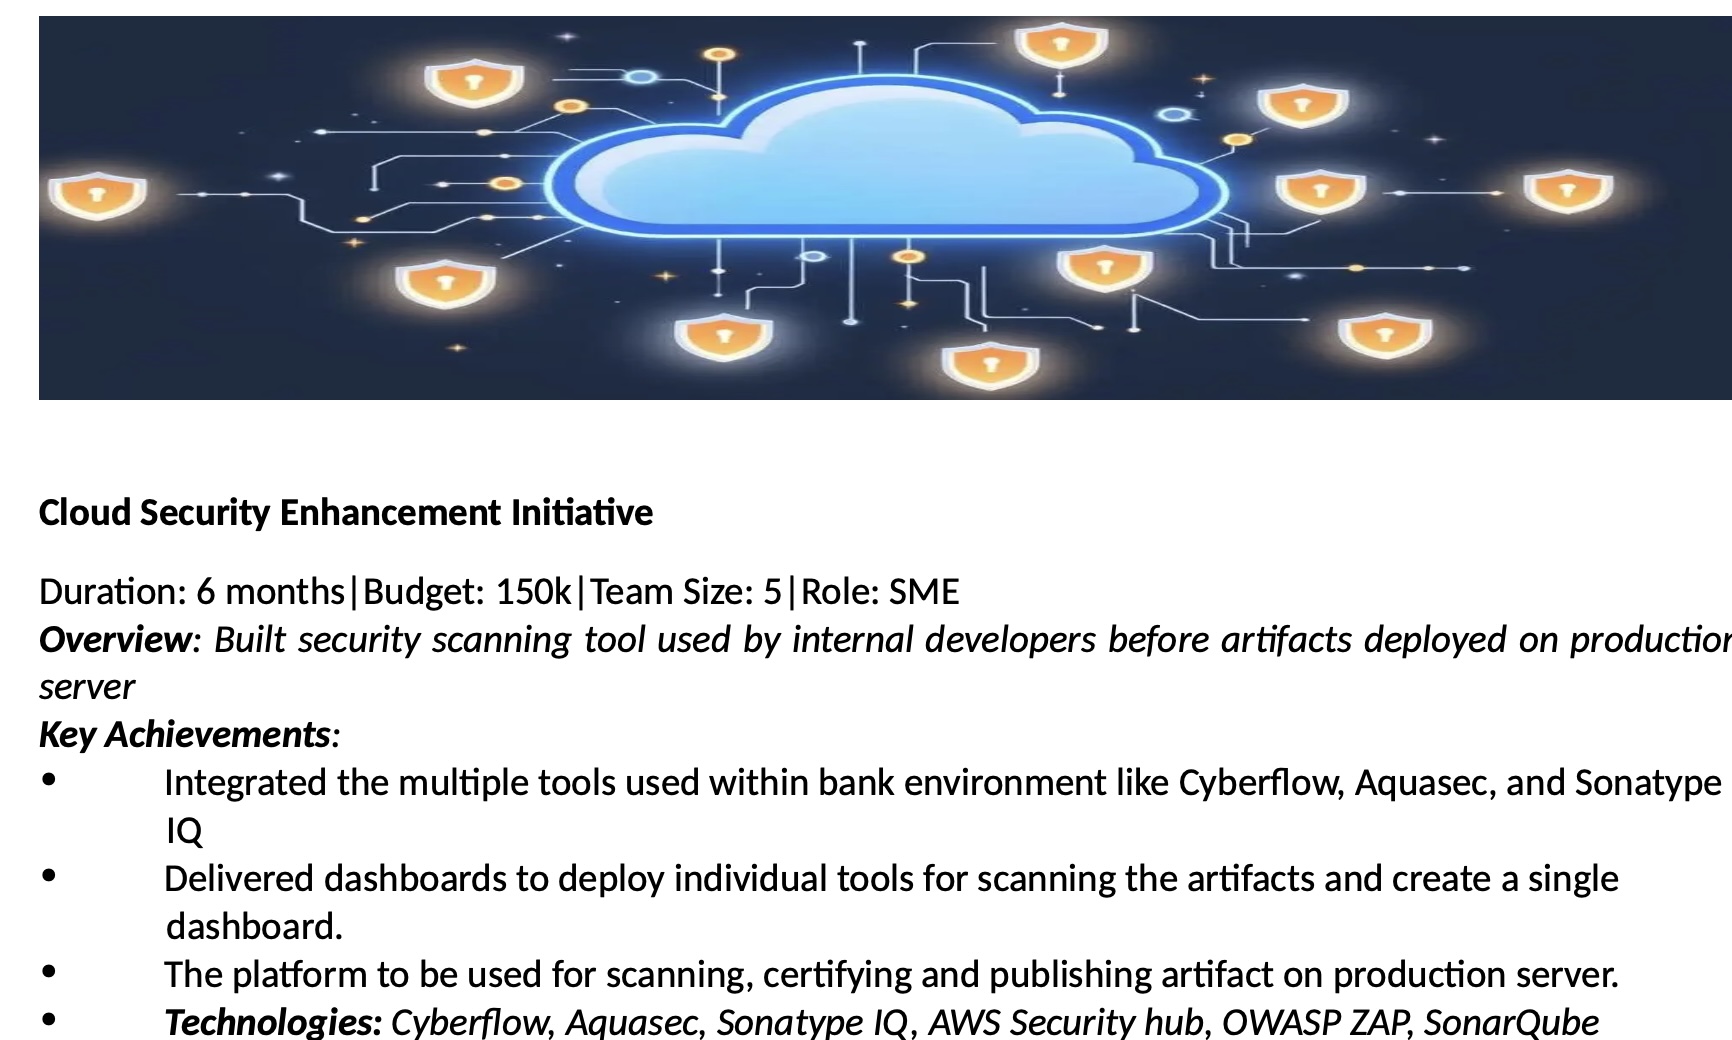 Cloud Security Enhancement Initiative
Duration: 6 months|Budget: 150k|Team Size: 5|Role: SME
Overview: Built security scanning tool used by internal developers before artifacts deployed on production
server
Key Achievements:
• Integrated the multiple tools used within bank environment like Cyberflow, Aquasec, and Sonatype
IQ
• Delivered dashboards to deploy individual tools for scanning the artifacts and create a single
dashboard.
• The platform to be used for scanning, certifying and publishing artifact on production server.
• Technologies: Cyberflow, Aquasec, Sonatype IQ, AWS Security hub, OWASP ZAP, SonarQube